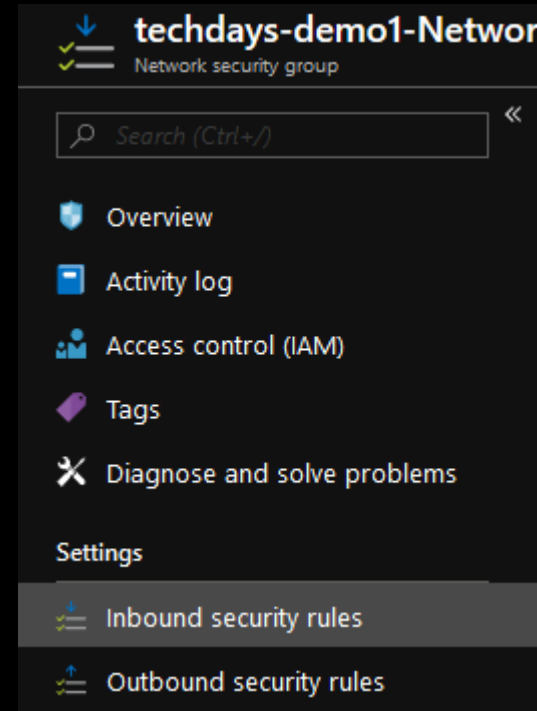 techdays-demo1-Networ
Network security group
«
Search (Ctrl+/)
Overview
Activity log
Access control (IAM)
Tags
Diagnose and solve problems
Settings
Inbound security rules
Outbound security rules